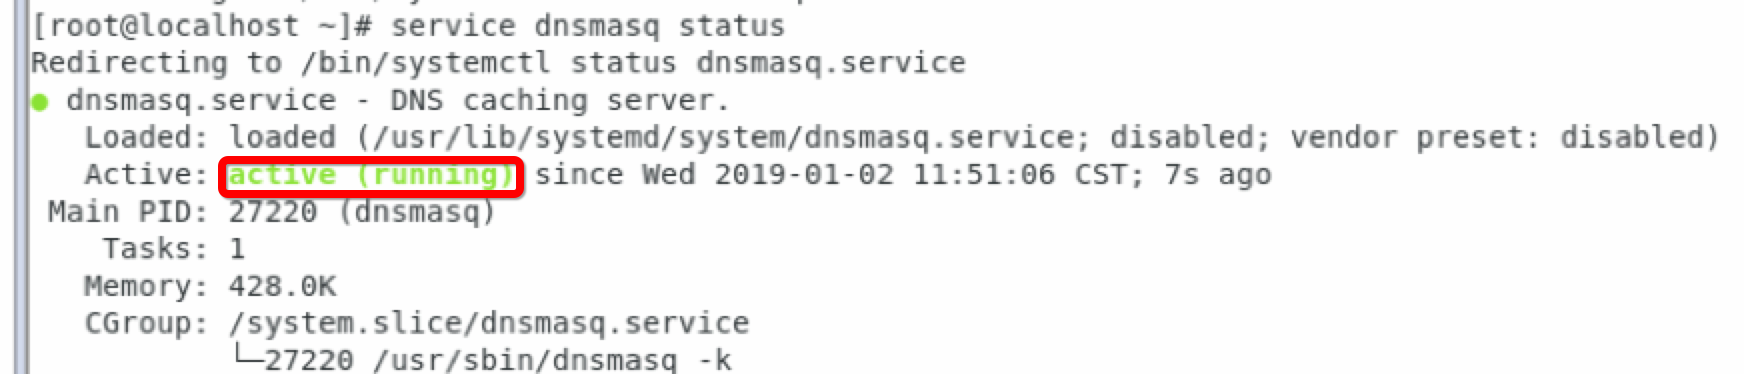 [root@localhost ~]# service dnsmasq status
Redirecting to /bin/systemctl status dnsmasq.service
● dnsmasq.service - DNS caching server.
Loaded: loaded (/usr/lib/systemd/system/dnsmasq.service; disabled; vendor preset: disabled)
Active: active (running) since Wed 2019-01-02 11:51:06 CST; 7s ago
Main PID: 27220 (dnsmasq)
Tasks: 1
Memory: 428.0K
CGroup: /system.slice/dnsmasq.service
└─27220 /usr/sbin/dnsmasq -k